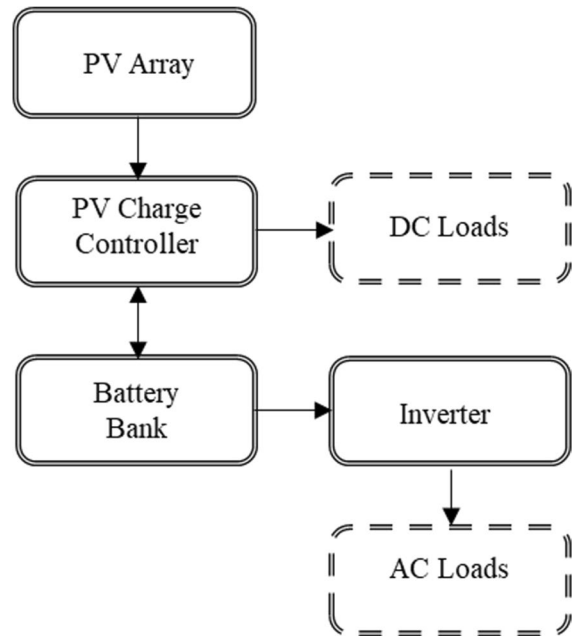 PV Array
PV Charge
Controller
DC Loads
Battery
Bank
Inverter
AC Loads